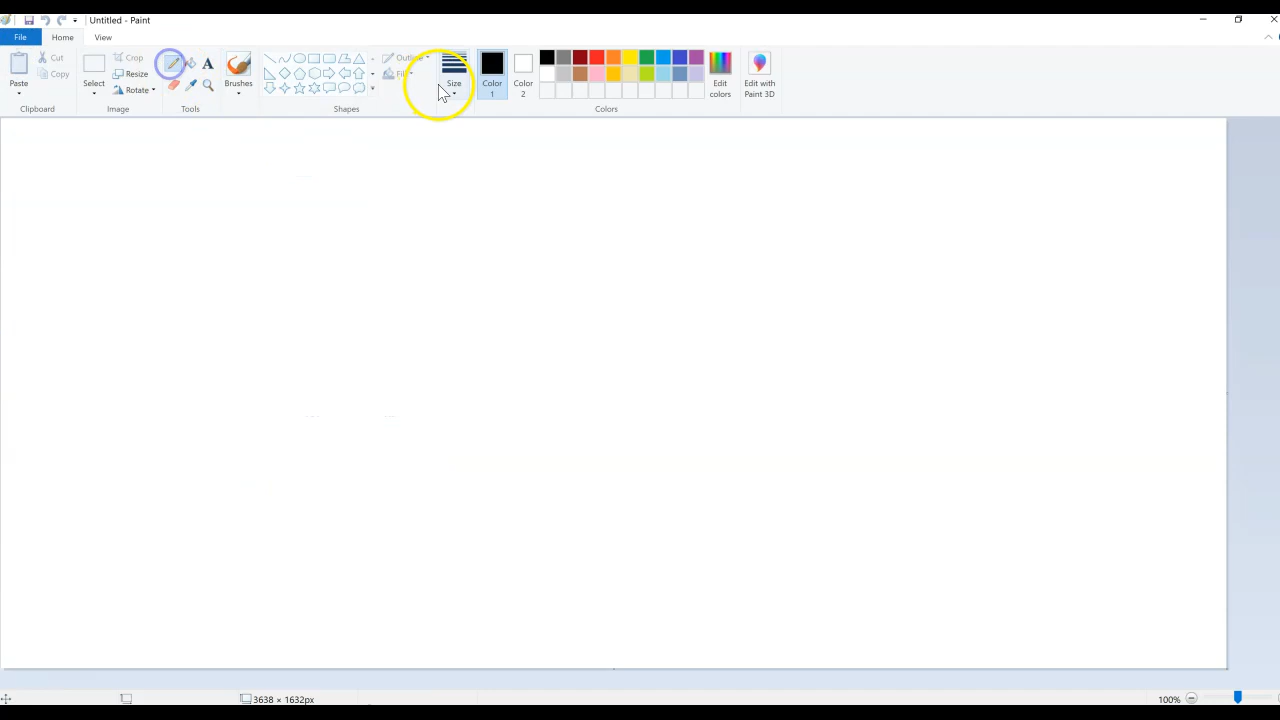 Untitled - Paint
File Home View
Paste
Cut
Copy
Clipboard
Select
Crop
Resize
Rotate
Image
A
Tools
Brushes
Shapes
Outline
Fill
Size
Color 1
Color 2
Colors
Edit colors
Edit with Paint 3D
3638 × 1632px
100%